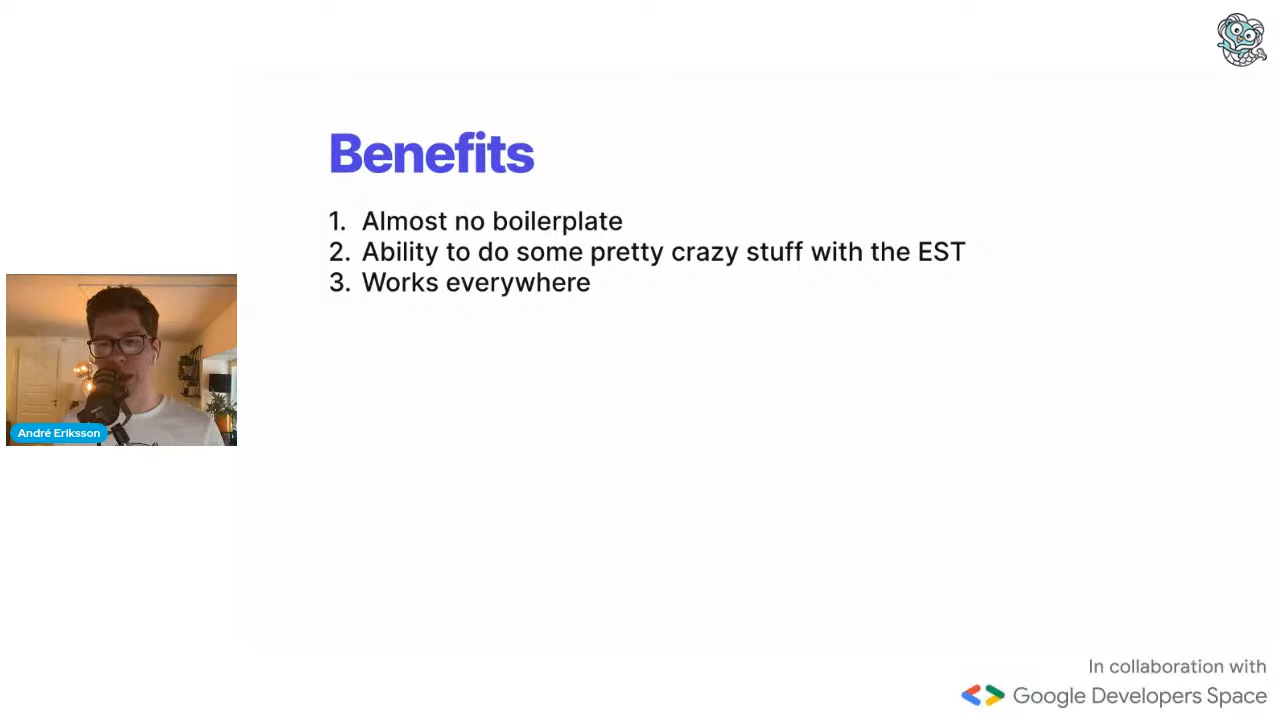 Benefits
1. Almost no boilerplate
2. Ability to do some pretty crazy stuff with the EST
3. Works everywhere
André Eriksson
In collaboration with
Google Developers Space